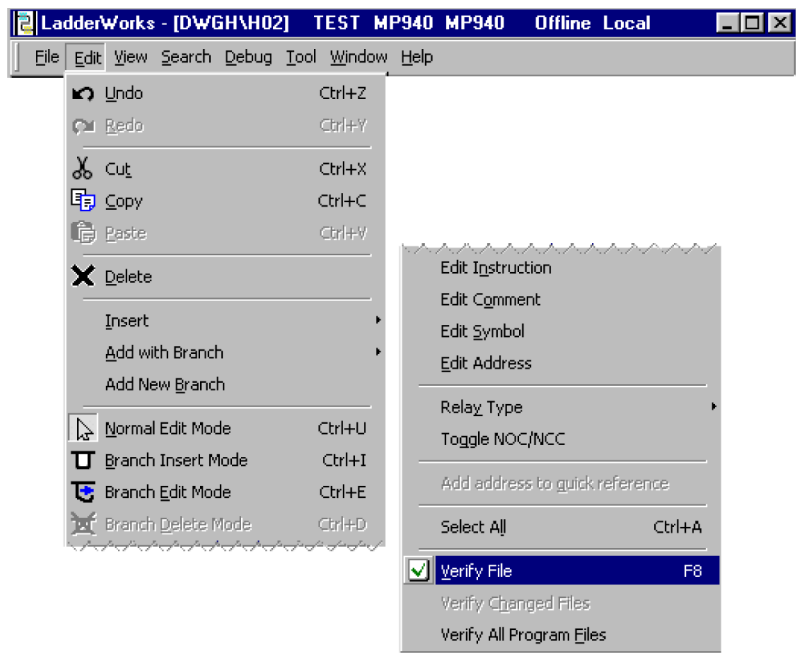 LadderWorks - [DWGH\H02] TEST MP940 MP940 Offline Local
File Edit View Search Debug Tool Window Help
Undo Ctrl+Z
Redo Ctrl+Y
Cut Ctrl+X
Copy Ctrl+C
Paste Ctrl+V
Delete
Insert
Add with Branch
Add New Branch
Normal Edit Mode Ctrl+U
Branch Insert Mode Ctrl+I
Branch Edit Mode Ctrl+E
Branch Delete Mode Ctrl+D
Edit Instruction
Edit Comment
Edit Symbol
Edit Address
Relay Type
Toggle NOC/NCC
Add address to quick reference
Select All Ctrl+A
Verify File F8
Verify Changed Files
Verify All Program Files